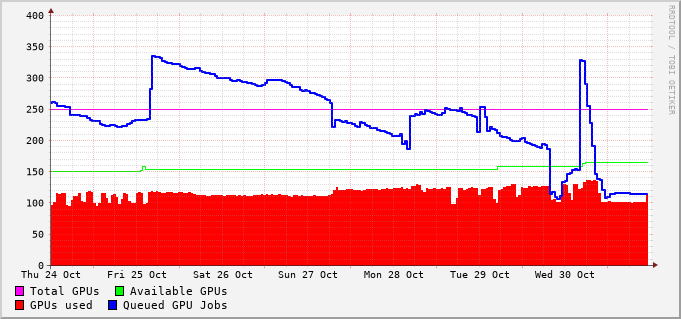 400
350
300
250
200
150
100
50
0
Thu 24 Oct Fri 25 Oct Sat 26 Oct Sun 27 Oct Mon 28 Oct Tue 29 Oct Wed 30 Oct
Total GPUs Available GPUs
GPUs used Queued GPU Jobs
RRDTOOL / TOBI OETIKER